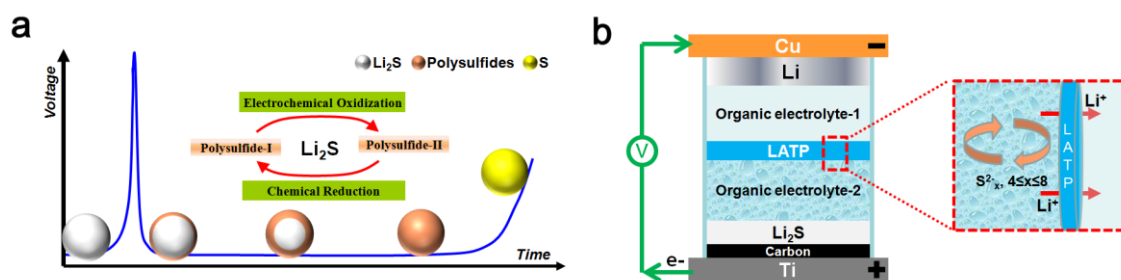 a
Voltage
Li₂S
Polysulfides
S
Electrochemical Oxidization
Polysulfide-I
Li₂S
Polysulfide-II
Chemical Reduction
Time
b
Cu
−
Li
Organic electrolyte-1
V
LATP
Organic electrolyte-2
Li₂S
Carbon
e-
Ti
+
Li⁺
LATP
S²⁻ₓ, 4≤x≤8
Li⁺